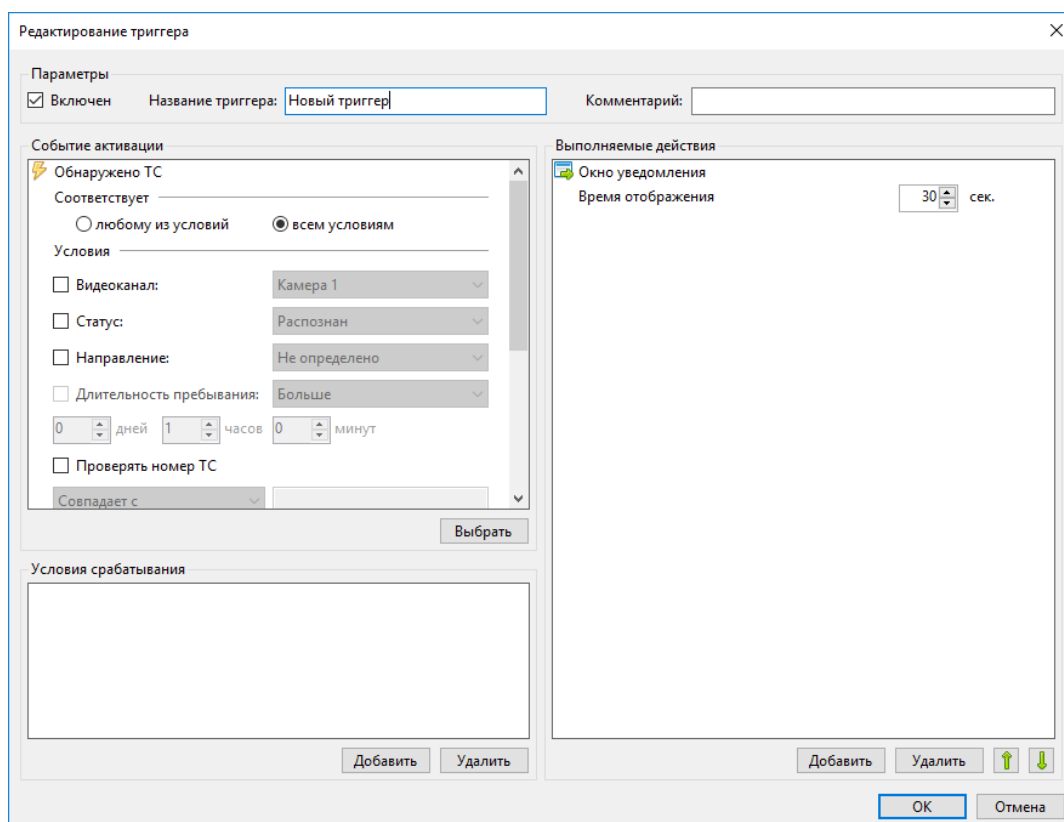 Редактирование триггера
Параметры
Включен Название триггера: Новый триггер Комментарий:
Событие активации
Обнаружено ТС
Соответствует
любому из условий всем условиям
Условия
Видеоканал: Камера 1
Статус: Распознан
Направление: Не определено
Длительность пребывания: Больше
0 дней 1 часов 0 минут
Проверять номер ТС
Совпадает с
Выбрать
Условия срабатывания
Добавить Удалить
Выполняемые действия
Окно уведомления
Время отображения 30 сек.
Добавить Удалить
ОК Отмена